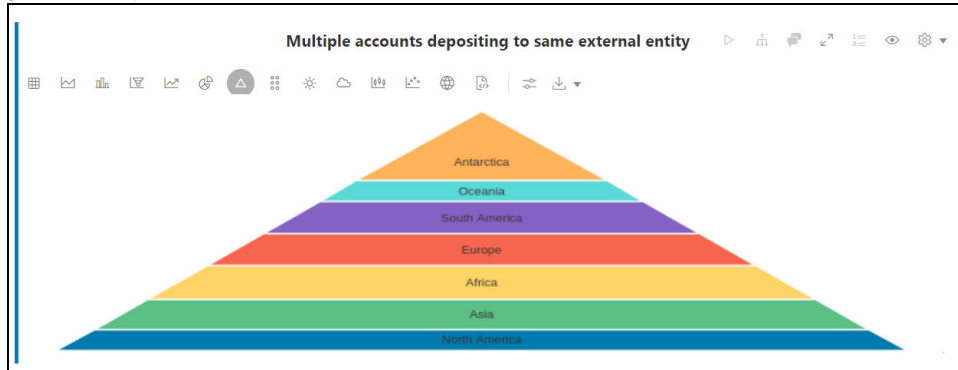 Multiple accounts depositing to same external entity
Antarctica
Oceania
South America
Europe
Africa
Asia
North America